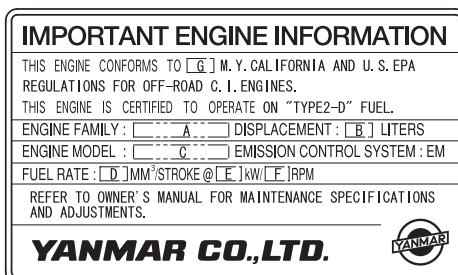 IMPORTANT ENGINE INFORMATION
THIS ENGINE CONFORMS TO [ G ] M.Y.CALIFORNIA AND U.S.EPA
REGULATIONS FOR OFF-ROAD C.I.ENGINES.
THIS ENGINE IS CERTIFIED TO OPERATE ON "TYPE2-D" FUEL.
ENGINE FAMILY : [ A ] DISPLACEMENT : [ B ] LITERS
ENGINE MODEL : [ C ] EMISSION CONTROL SYSTEM : EM
FUEL RATE : [ D ] MM³/STROKE @ [ E ] kW/ [ F ] RPM
REFER TO OWNER'S MANUAL FOR MAINTENANCE SPECIFICATIONS
AND ADJUSTMENTS.
YANMAR CO.,LTD.
YANMAR